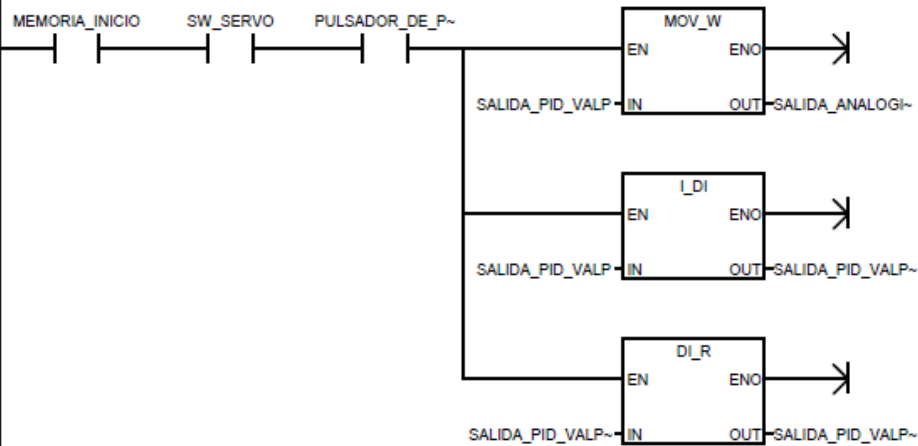 MEMORIA_INICIO SW_SERVO PULSADOR_DE_P~
MOV_W
EN ENO
SALIDA_PID_VALP IN OUT SALIDA_ANALOGI~
I_DI
EN ENO
SALIDA_PID_VALP IN OUT SALIDA_PID_VALP~
DI_R
EN ENO
SALIDA_PID_VALP~ IN OUT SALIDA_PID_VALP~